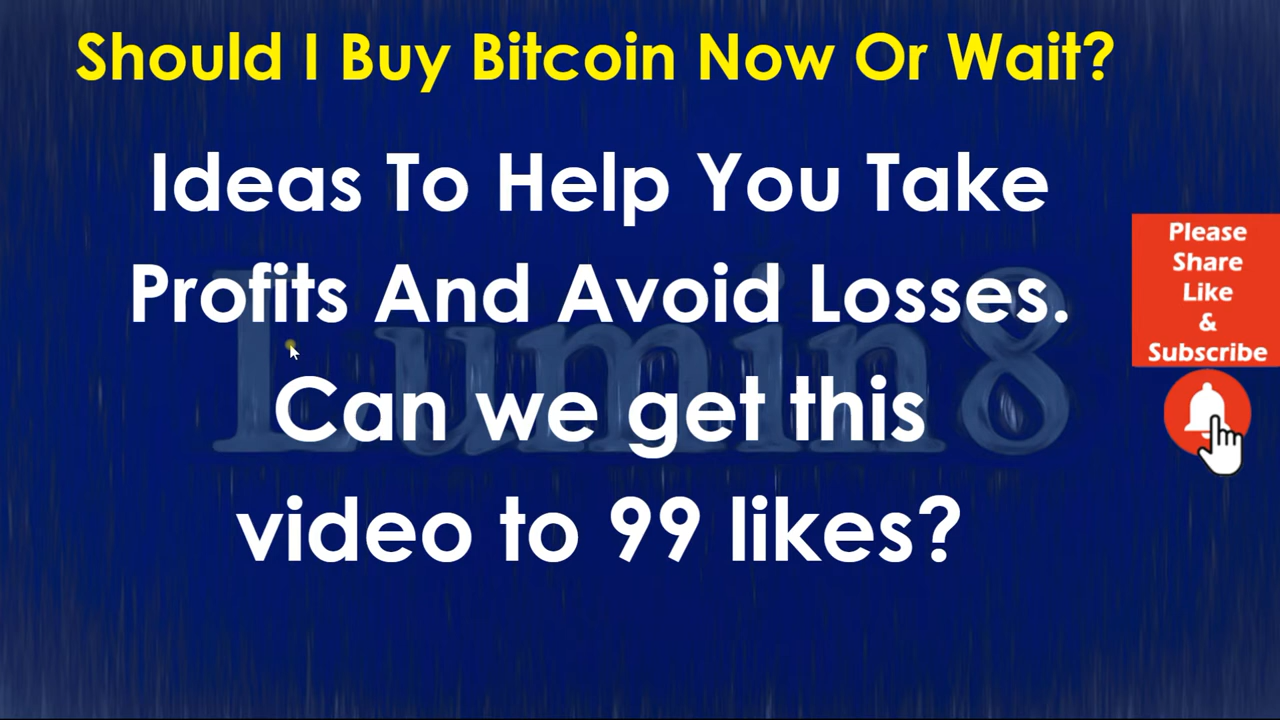 Should I Buy Bitcoin Now Or Wait?
Ideas To Help You Take
Profits And Avoid Losses.
Can we get this
video to 99 likes?
Lumin8
Please
Share
Like
&
Subscribe